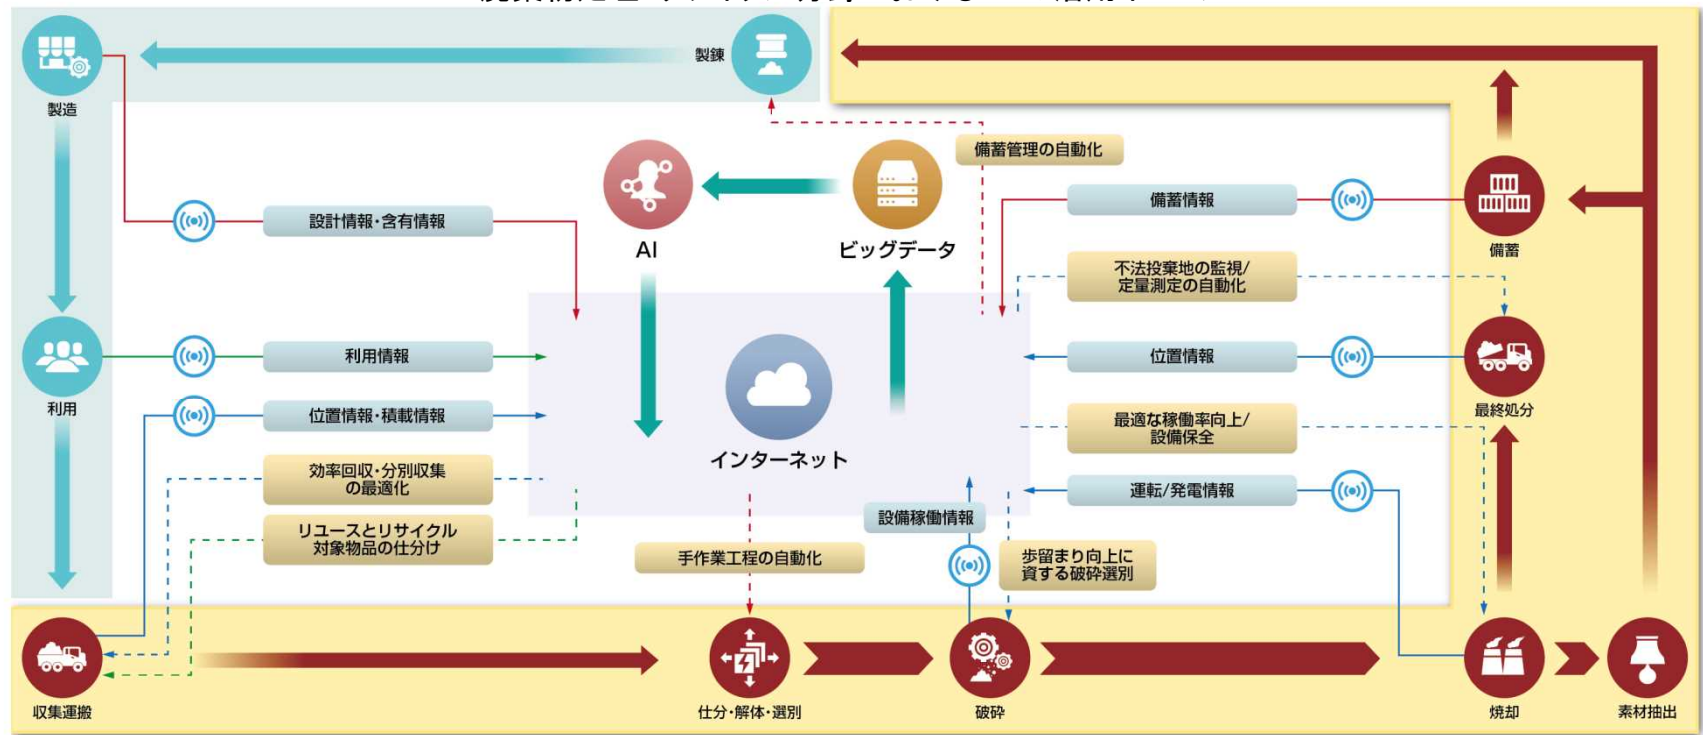 製錬
製造
備蓄管理の自動化
設計情報・含有情報
AI
ビッグデータ
備蓄情報
備蓄
不法投棄地の監視/
定量測定の自動化
利用情報
利用
位置情報
最終処分
位置情報・積載情報
インターネット
最適な稼働率向上/
設備保全
効率回収・分別収集
の最適化
運転/発電情報
リユースとリサイクル
対象物品の仕分け
設備稼働情報
手作業工程の自動化
歩留まり向上に
資する破砕選別
収集運搬
仕分・解体・選別
破砕
焼却
素材抽出